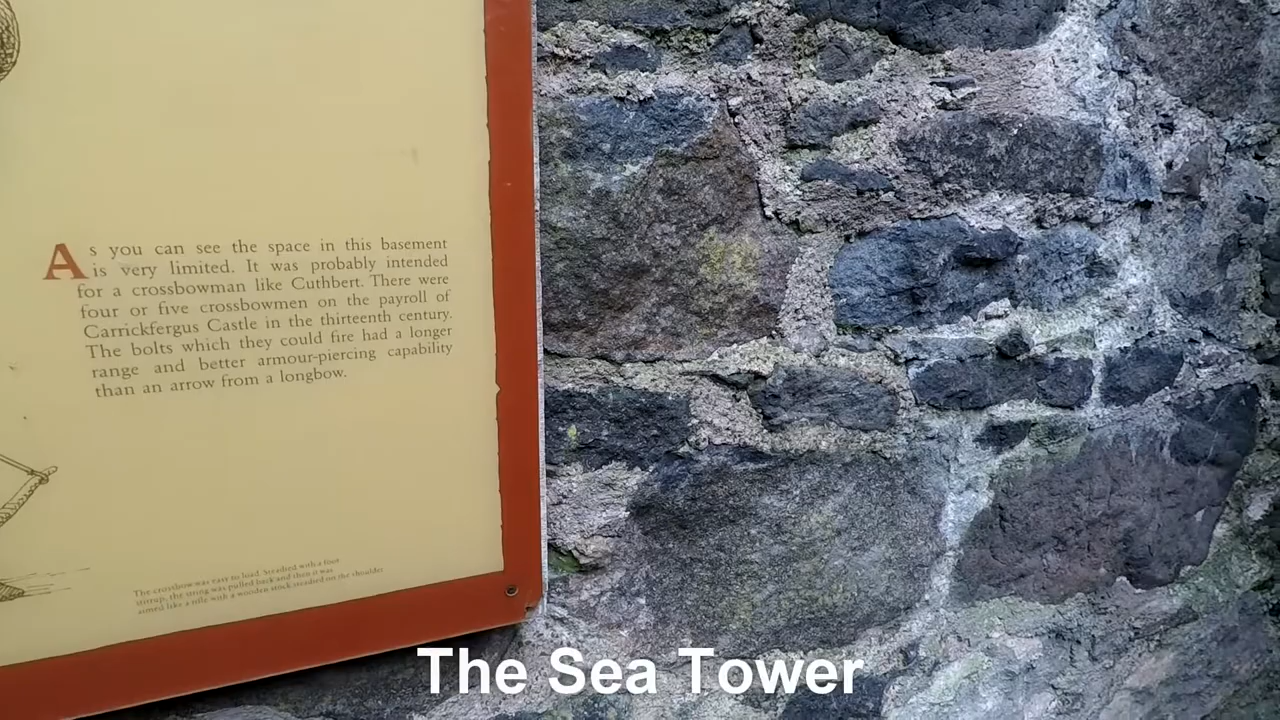 As you can see the space in this basement
is very limited. It was probably intended
for a crossbowman like Cuthbert. There were
four or five crossbowmen on the payroll of
Carrickfergus Castle in the thirteenth century.
The bolts which they could fire had a longer
range and better armour-piercing capability
than an arrow from a longbow.
The crossbow was easy to load. Steadied with a foot
stirrup, the string was pulled back and then it was
aimed like a rifle with a wooden stock steadied on the shoulder
The Sea Tower